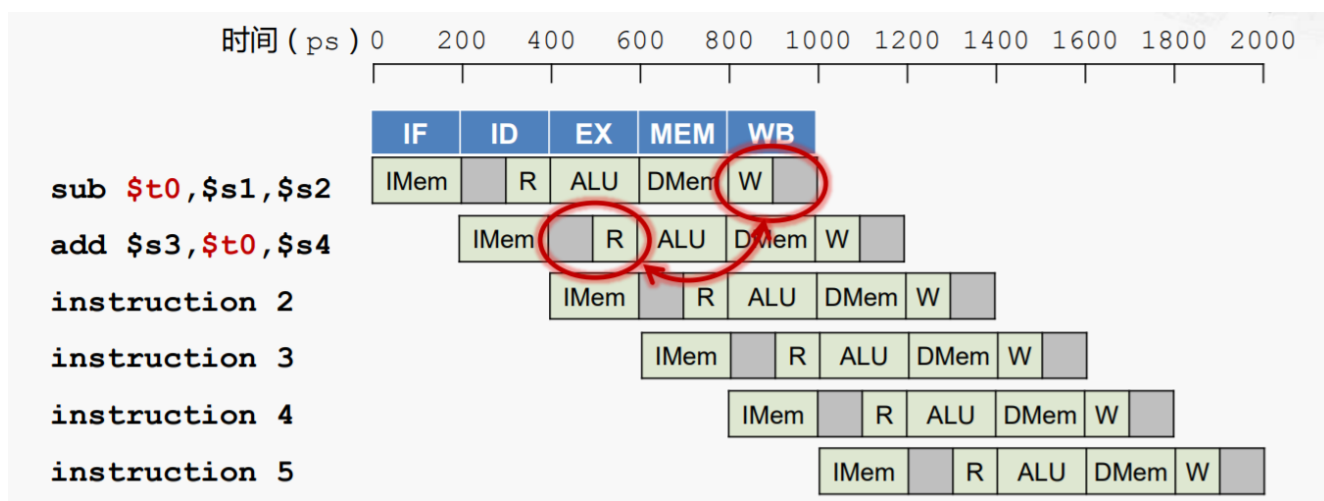 时间(ps) 0 200 400 600 800 1000 1200 1400 1600 1800 2000
IF ID EX MEM WB
sub $t0,$s1,$s2 IMem R ALU DMem W
add $s3,$t0,$s4 IMem R ALU DMem W
instruction 2 IMem R ALU DMem W
instruction 3 IMem R ALU DMem W
instruction 4 IMem R ALU DMem W
instruction 5 IMem R ALU DMem W